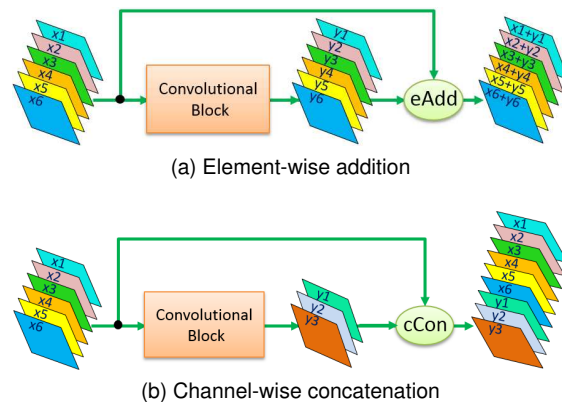 x1
x2
x3
x4
x5
x6
Convolutional
Block
y1
y2
y3
y4
y5
y6
eAdd
x1+y1
x2+y2
x3+y3
x4+y4
x5+y5
x6+y6
(a) Element-wise addition
x1
x2
x3
x4
x5
x6
Convolutional
Block
y1
y2
y3
cCon
x1
x2
x3
x4
x5
x6
y1
y2
y3
(b) Channel-wise concatenation